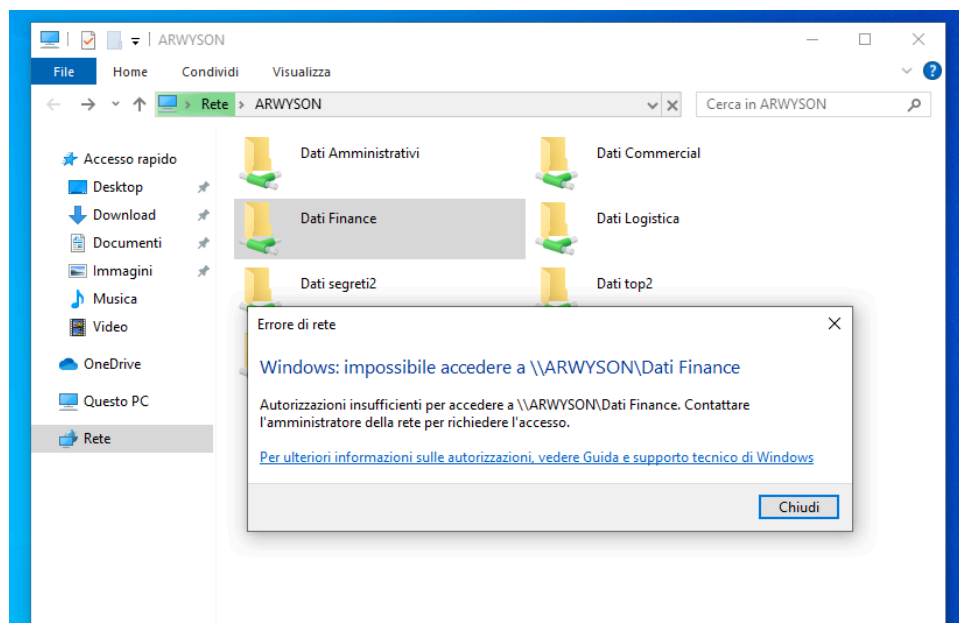 ARWYSON
File Home Condividi Visualizza
Rete ARWYSON
Cerca in ARWYSON
Accesso rapido
Desktop
Download
Documenti
Immagini
Musica
Video
OneDrive
Questo PC
Rete
Dati Amministrativi
Dati Commercial
Dati Finance
Dati Logistica
Dati segreti2
Dati top2
Errore di rete
Windows: impossibile accedere a \\ARWYSON\Dati Finance
Autorizzazioni insufficienti per accedere a \\ARWYSON\Dati Finance. Contattare
l'amministratore della rete per richiedere l'accesso.
Per ulteriori informazioni sulle autorizzazioni, vedere Guida e supporto tecnico di Windows
Chiudi